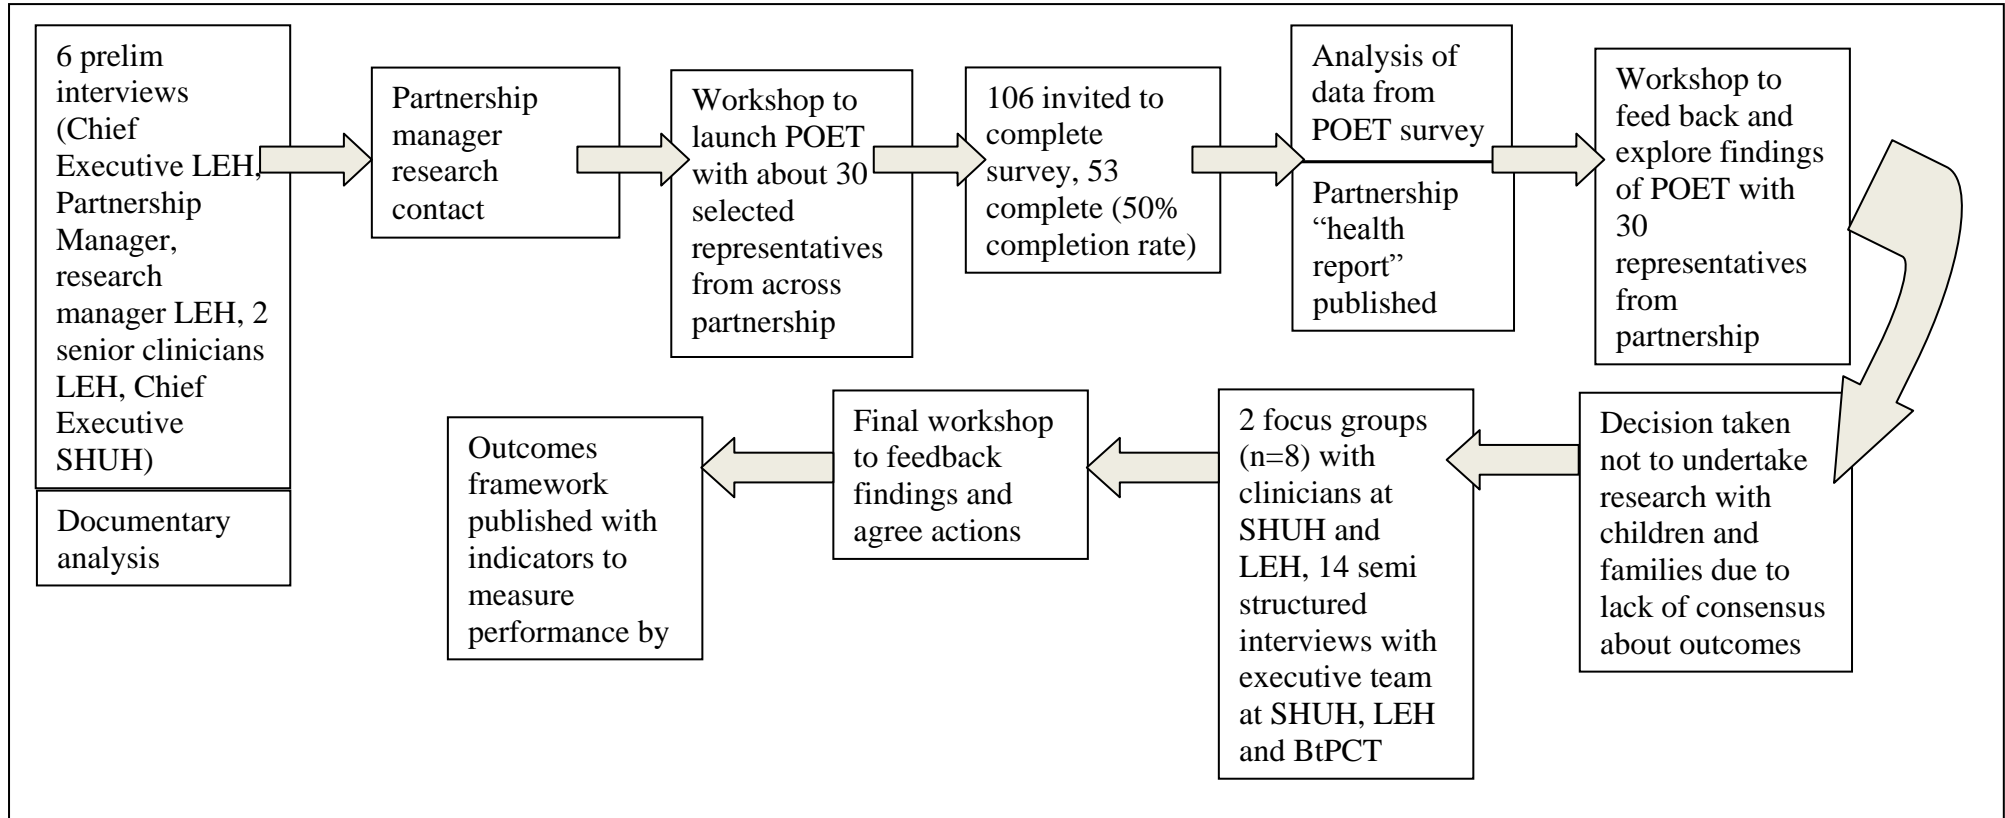 6 prelim
interviews
(Chief
Executive LEH,
Partnership
Manager,
research
manager LEH, 2
senior clinicians
LEH, Chief
Executive
SHUH)
Documentary
analysis
Partnership
manager
research
contact
Workshop to
launch POET
with about 30
selected
representatives
from across
partnership
106 invited to
complete
survey, 53
complete (50%
completion rate)
Analysis of
data from
POET survey
Partnership
“health
report”
published
Workshop to
feed back and
explore findings
of POET with
30
representatives
from
partnership
Decision taken
not to undertake
research with
children and
families due to
lack of consensus
about outcomes
2 focus groups
(n=8) with
clinicians at
SHUH and
LEH, 14 semi
structured
interviews with
executive team
at SHUH, LEH
and BtPCT
Final workshop
to feedback
findings and
agree actions
Outcomes
framework
published with
indicators to
measure
performance by